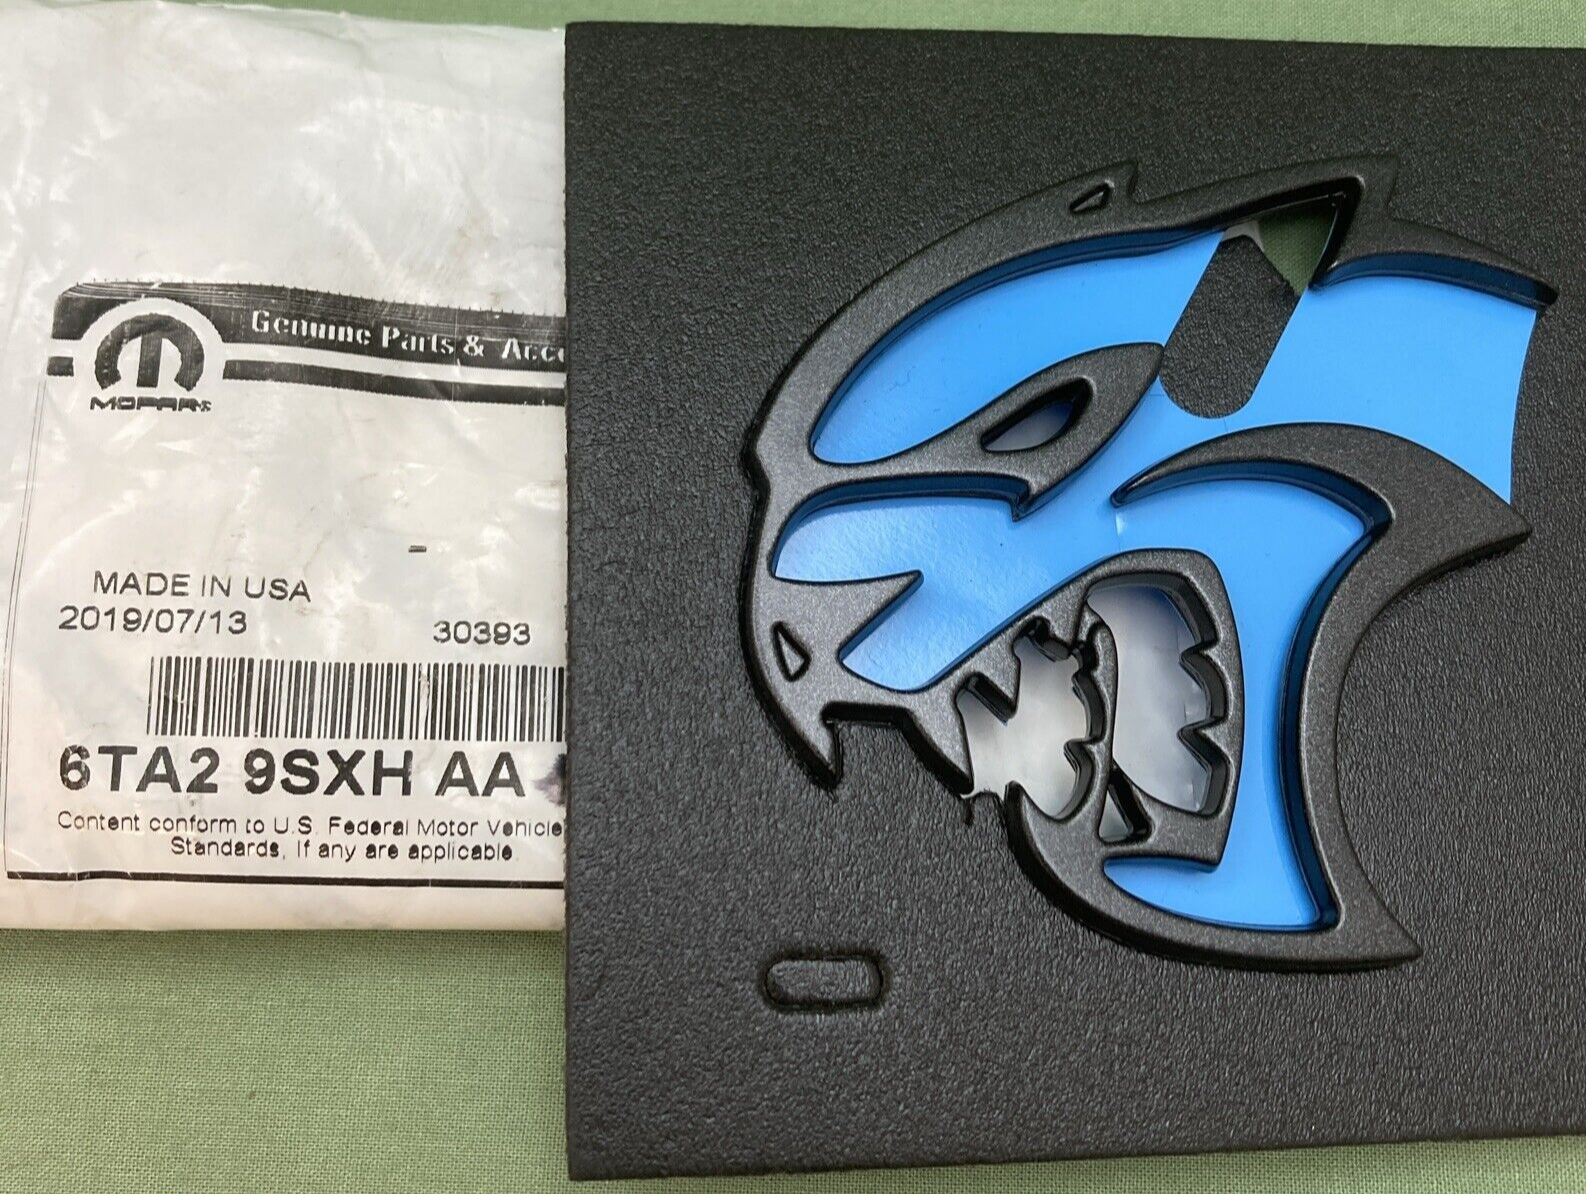 Genuine Parts &
MOPAR
MADE IN USA
2019/07/13 30393
6TA2 9SXH AA
Content conform to U.S. Federal Motor Vehicle
Standards, If any are applicable